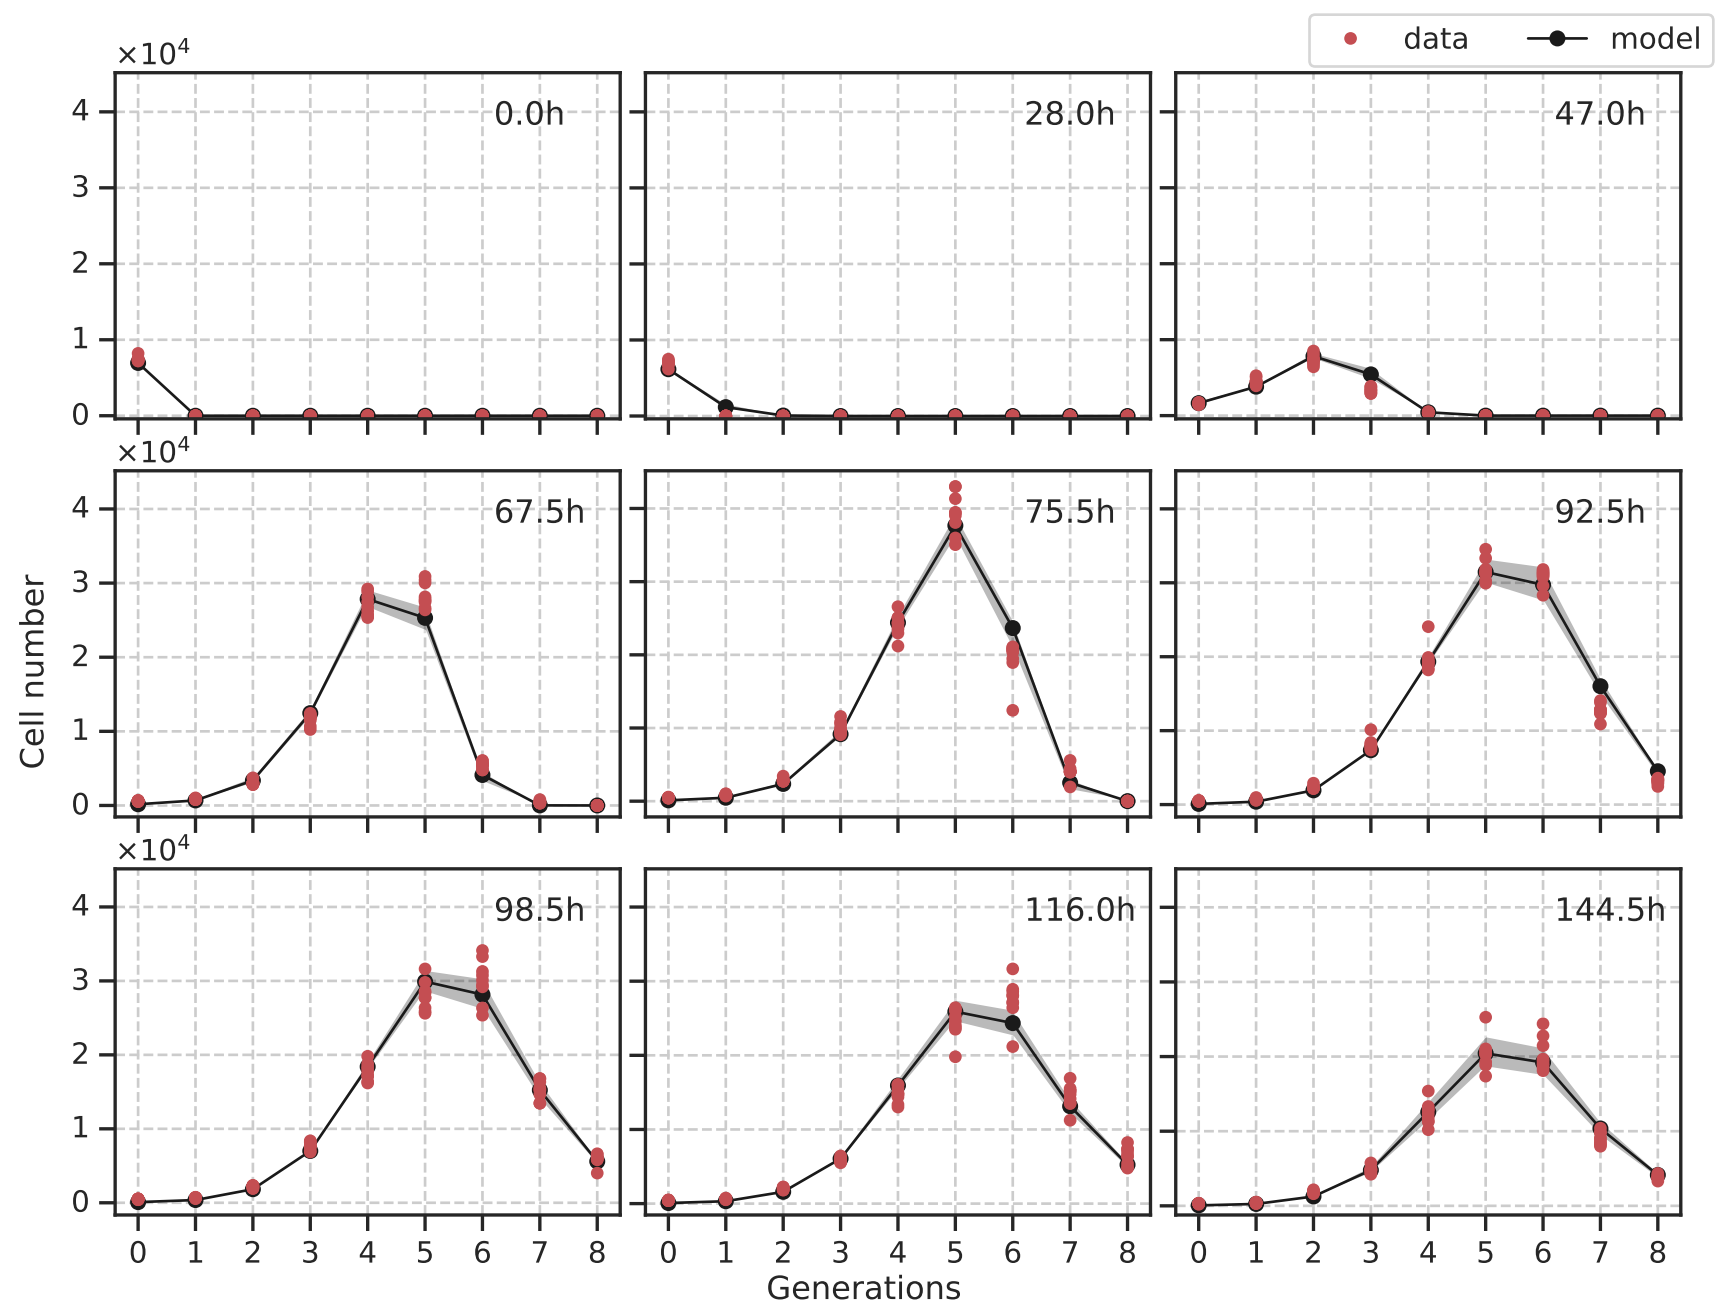 data model
×10⁴
4 0.0h 28.0h 47.0h
3
2
1
0
×10⁴
4 67.5h 75.5h 92.5h
3
2
1
0
Cell number
×10⁴
4 98.5h 116.0h 144.5h
3
2
1
0
0 1 2 3 4 5 6 7 8 0 1 2 3 4 5 6 7 8 0 1 2 3 4 5 6 7 8
Generations